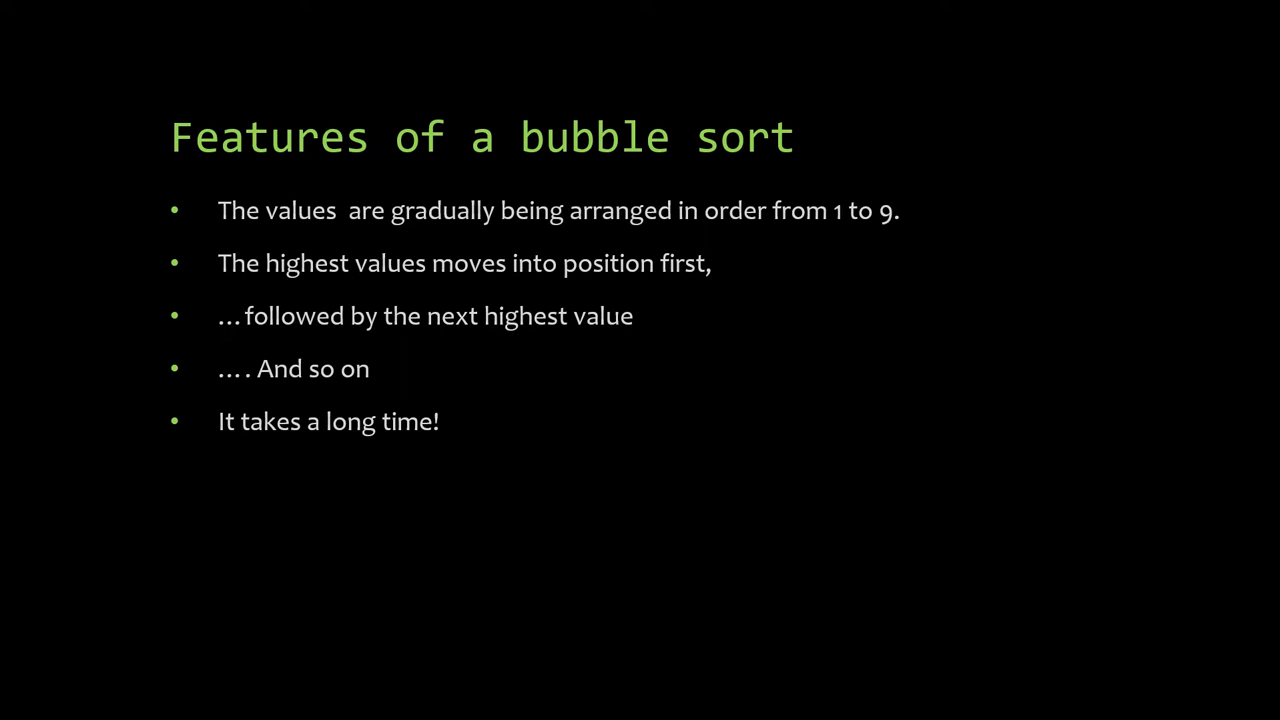 Features of a bubble sort
• The values  are gradually being arranged in order from 1 to 9.
• The highest values moves into position first,
• …followed by the next highest value
• …. And so on
• It takes a long time!